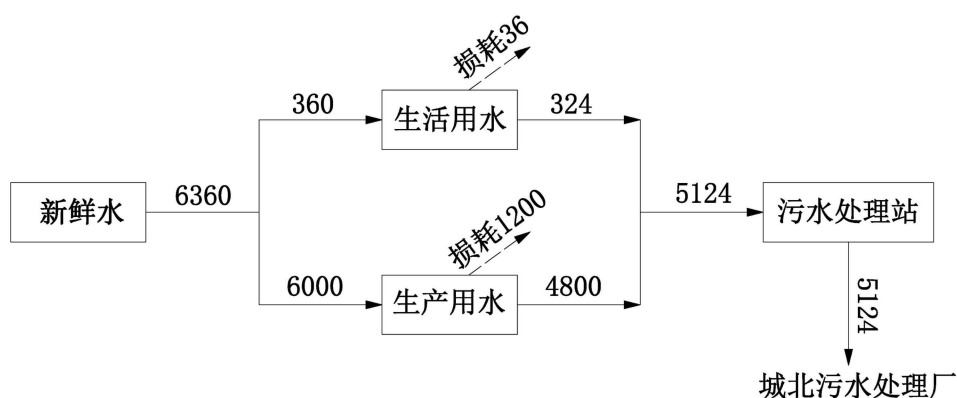 损耗36
360
生活用水
324
新鲜水
6360
5124
污水处理站
损耗1200
6000
生产用水
4800
5124
城北污水处理厂